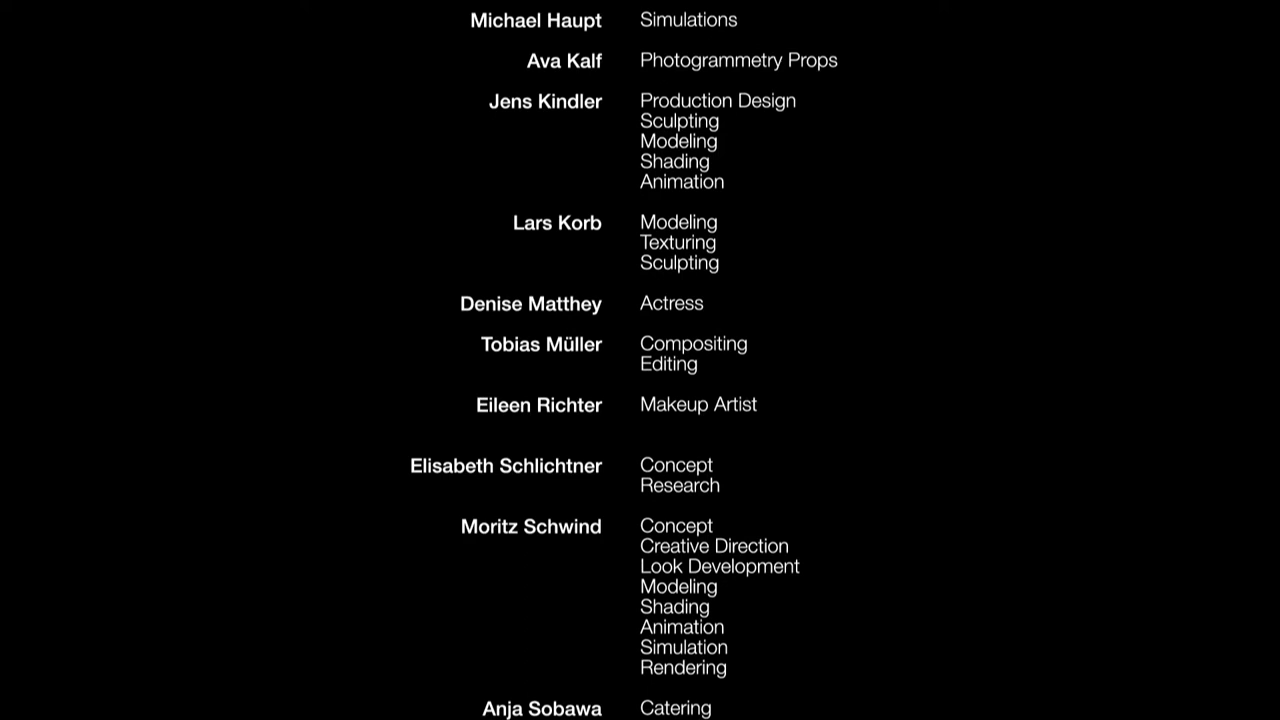 Michael Haupt Simulations
Ava Kalf Photogrammetry Props
Jens Kindler Production Design
Sculpting
Modeling
Shading
Animation
Lars Korb Modeling
Texturing
Sculpting
Denise Matthey Actress
Tobias Müller Compositing
Editing
Eileen Richter Makeup Artist
Elisabeth Schlichtner Concept
Research
Moritz Schwind Concept
Creative Direction
Look Development
Modeling
Shading
Animation
Simulation
Rendering
Anja Sobawa Catering